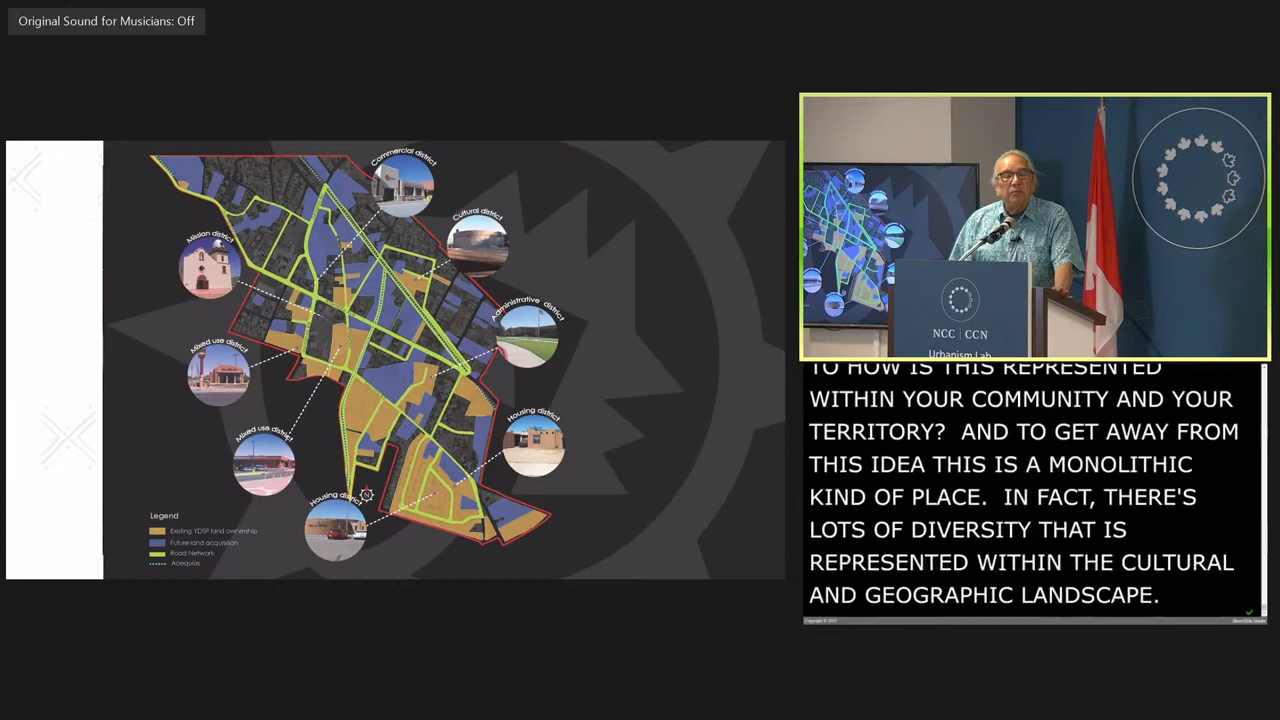 Original Sound for Musicians: Off
Commercial district
Cultural district
Mission district
Administrative district
Mixed use district
Housing district
Mixed use district
Housing district
N
Legend
Existing YDSP land ownership
Future land acquisition
Road Network
Acequias
NCC | CCN
Urbanism Lab
TO HOW IS THIS REPRESENTED
WITHIN YOUR COMMUNITY AND YOUR
TERRITORY? AND TO GET AWAY FROM
THIS IDEA THIS IS A MONOLITHIC
KIND OF PLACE. IN FACT, THERE'S
LOTS OF DIVERSITY THAT IS
REPRESENTED WITHIN THE CULTURAL
AND GEOGRAPHIC LANDSCAPE.